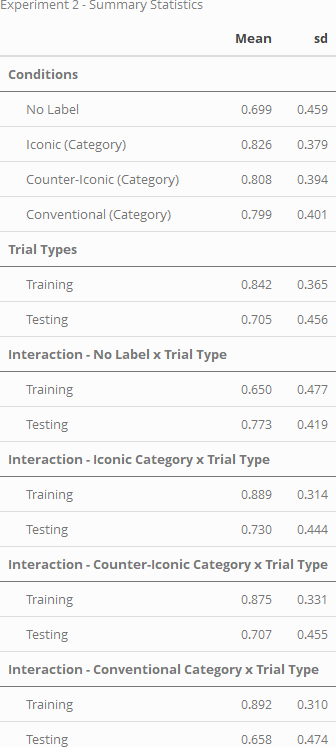 Experiment 2 - Summary Statistics
Mean sd
Conditions
No Label 0.699 0.459
Iconic (Category) 0.826 0.379
Counter-Iconic (Category) 0.808 0.394
Conventional (Category) 0.799 0.401
Trial Types
Training 0.842 0.365
Testing 0.705 0.456
Interaction - No Label x Trial Type
Training 0.650 0.477
Testing 0.773 0.419
Interaction - Iconic Category x Trial Type
Training 0.889 0.314
Testing 0.730 0.444
Interaction - Counter-Iconic Category x Trial Type
Training 0.875 0.331
Testing 0.707 0.455
Interaction - Conventional Category x Trial Type
Training 0.892 0.310
Testing 0.658 0.474